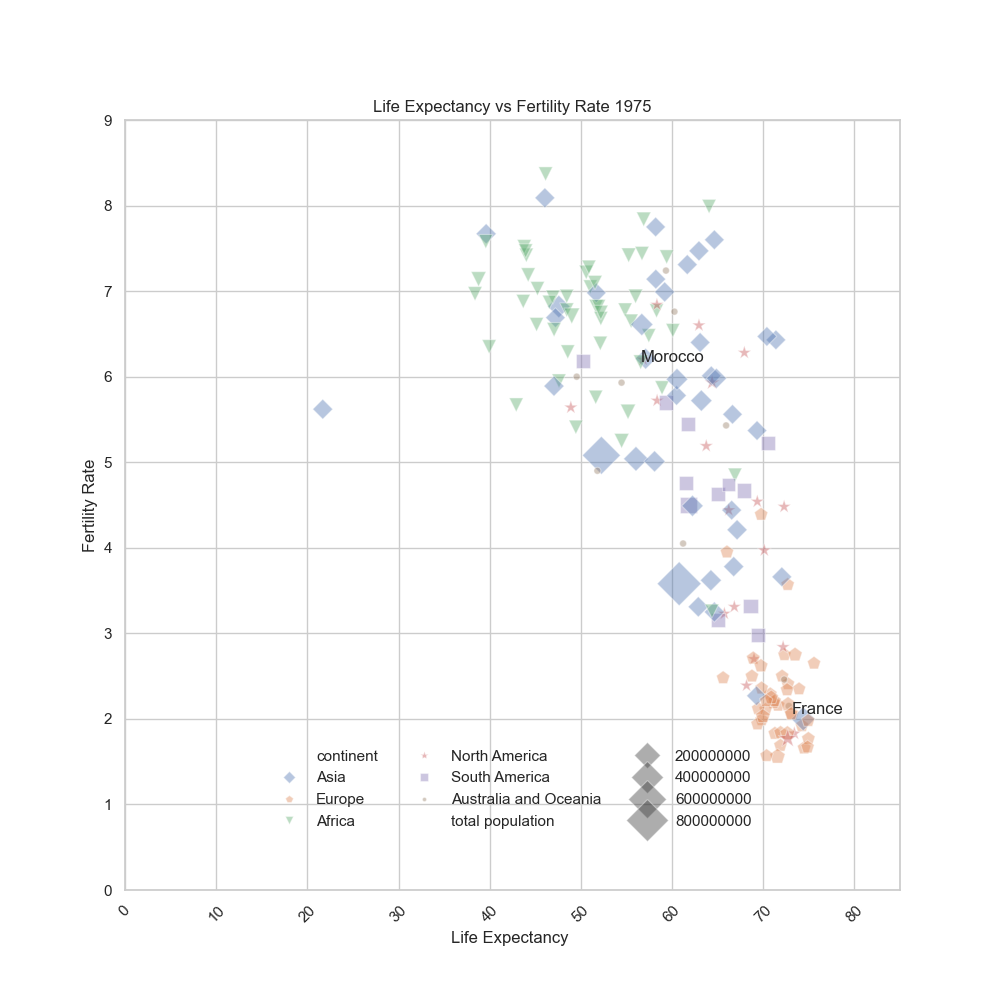 Life Expectancy vs Fertility Rate 1975
9
8
7
6
5
4
3
2
1
0
Fertility Rate
Morocco
France
continent
Asia
Europe
Africa
North America
South America
Australia and Oceania
total population
200000000
400000000
600000000
800000000
0 10 20 30 40 50 60 70 80
Life Expectancy